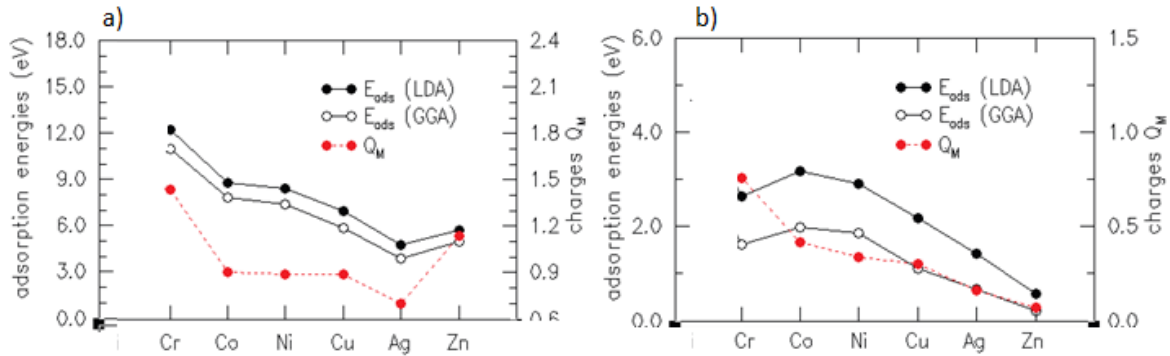 a)
adsorption energies (eV)
18.0
15.0
12.0
9.0
6.0
3.0
0.0
E_ads (LDA)
E_ads (GGA)
Q_M
2.4
2.1
1.8
1.5
1.2
0.9
0.6
charges Q_M
Cr Co Ni Cu Ag Zn
b)
adsorption energies (eV)
6.0
4.0
2.0
0.0
E_ads (LDA)
E_ads (GGA)
Q_M
1.5
1.0
0.5
0.0
charges Q_M
Cr Co Ni Cu Ag Zn